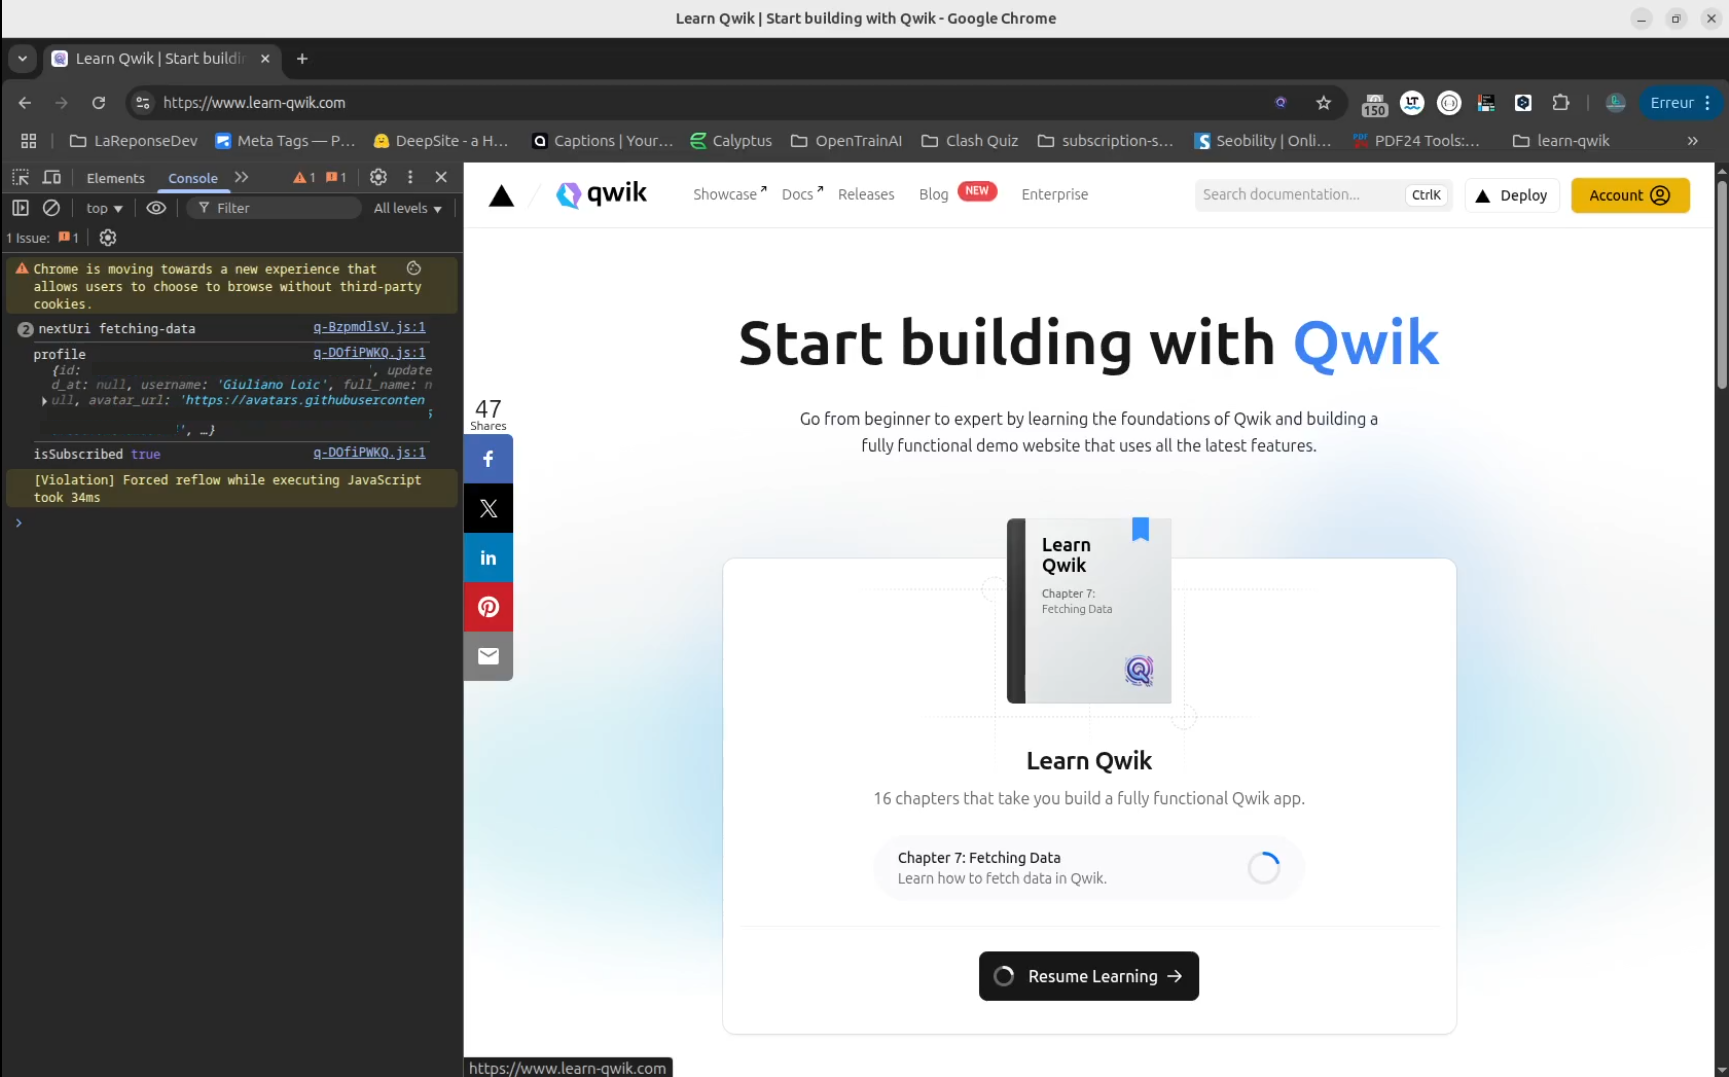 Learn Qwik | Start building with Qwik - Google Chrome
Learn Qwik | Start buildin
https://www.learn-qwik.com
150
LT
Erreur
LaReponseDev
Meta Tags — P...
DeepSite - a H...
Captions | Your...
Calyptus
OpenTrainAI
Clash Quiz
subscription-s...
Seobility | Onli...
PDF24 Tools:...
learn-qwik
»
Elements
Console
1
1
top
Filter
All levels
1 Issue:
1
Chrome is moving towards a new experience that
allows users to choose to browse without third-party
cookies.
2
nextUri fetching-data
q-BzpmdlsV.js:1
profile
q-DOfiPWKQ.js:1
{id:
', update
d_at: null, username: 'Giuliano Loic', full_name: n
ull, avatar_url: 'https://avatars.githubuserconten
', …}
isSubscribed true
q-DOfiPWKQ.js:1
[Violation] Forced reflow while executing JavaScript
took 34ms
qwik
Showcase
Docs
Releases
Blog
NEW
Enterprise
Search documentation...
CtrlK
Deploy
Account
Start building with Qwik
Go from beginner to expert by learning the foundations of Qwik and building a
fully functional demo website that uses all the latest features.
47
Shares
Learn
Qwik
Chapter 7:
Fetching Data
Learn Qwik
16 chapters that take you build a fully functional Qwik app.
Chapter 7: Fetching Data
Learn how to fetch data in Qwik.
Resume Learning →
https://www.learn-qwik.com